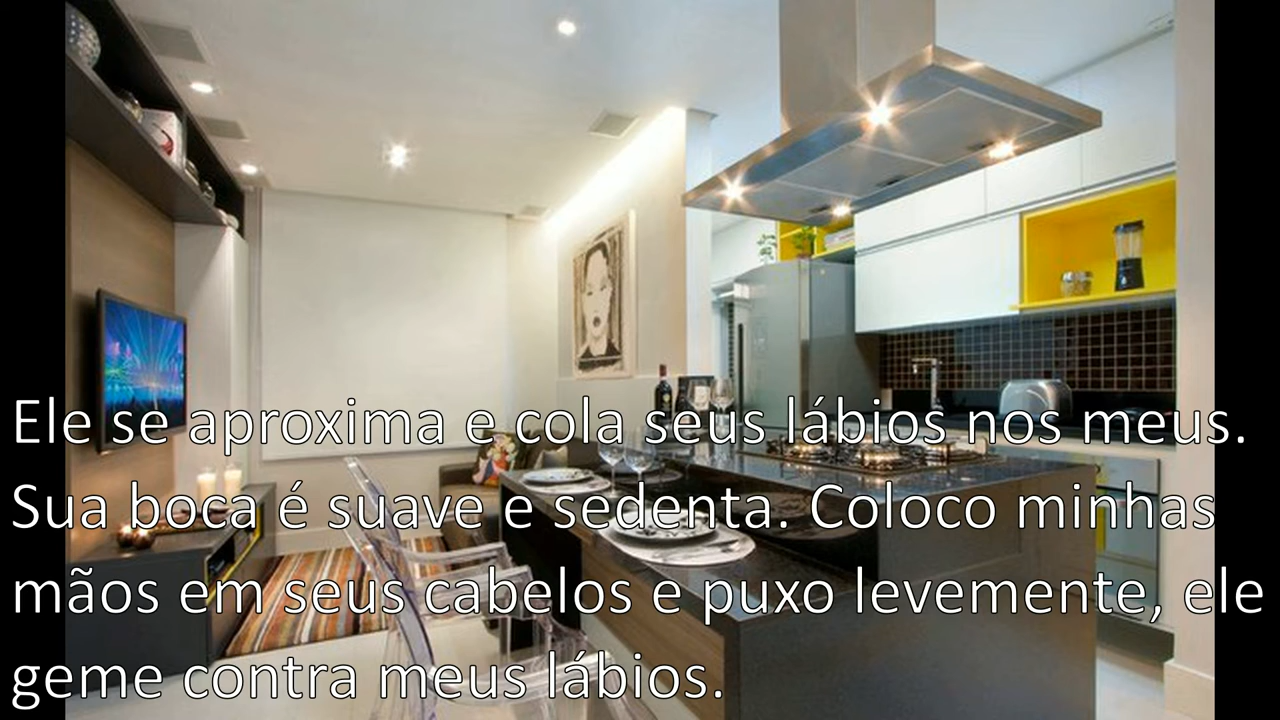 Ele se aproxima e cola seus lábios nos meus.
Sua boca é suave e sedenta. Coloco minhas
mãos em seus cabelos e puxo levemente, ele
geme contra meus lábios.